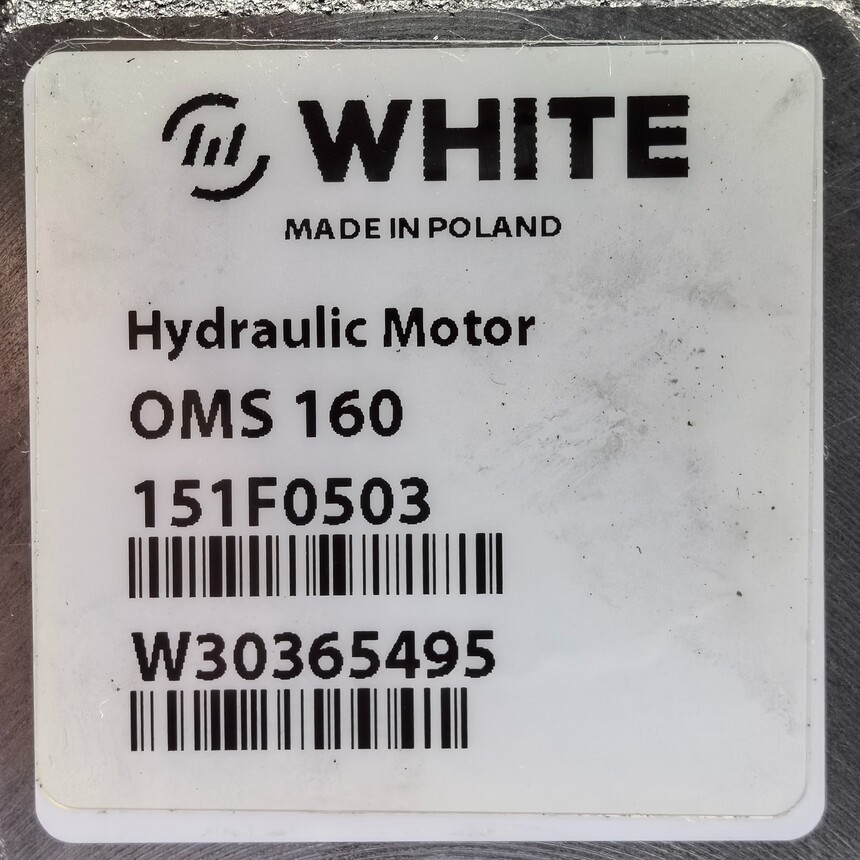 WHITE
MADE IN POLAND
Hydraulic Motor
OMS 160
151F0503
W30365495